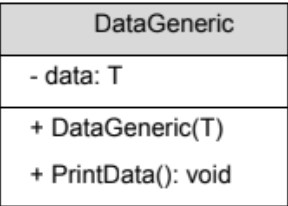 DataGeneric
- data: T
+ DataGeneric(T)
+ PrintData(): void